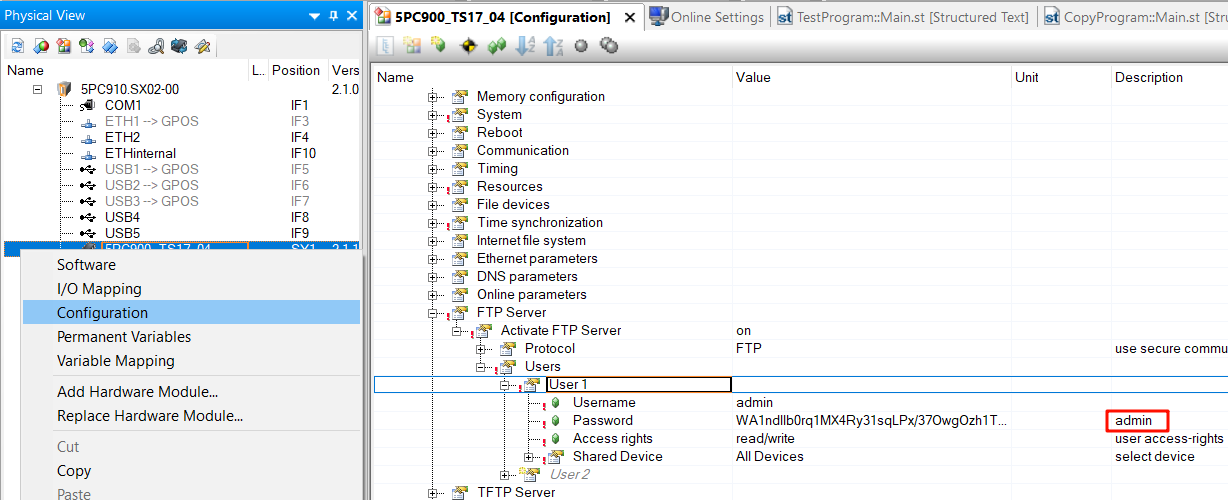 Physical View
Name L.. Position Vers
5PC910.SX02-00 2.1.0
COM1 IF1
ETH1 --> GPOS IF3
ETH2 IF4
ETHinternal IF10
USB1 --> GPOS IF5
USB2 --> GPOS IF6
USB3 --> GPOS IF7
USB4 IF8
USB5 IF9
5PC900_TS17_04 SX1 2.1.1
Software
I/O Mapping
Configuration
Permanent Variables
Variable Mapping
Add Hardware Module...
Replace Hardware Module...
Cut
Copy
Paste
5PC900_TS17_04 [Configuration] Online Settings TestProgram::Main.st [Structured Text] CopyProgram::Main.st [Structu
Name Value Unit Description
Memory configuration
System
Reboot
Communication
Timing
Resources
File devices
Time synchronization
Internet file system
Ethernet parameters
DNS parameters
Online parameters
FTP Server
Activate FTP Server on
Protocol FTP use secure commu
Users
User 1
Username admin
Password admin
Access rights read/write user access-rights
Shared Device All Devices select device
User 2
TFTP Server